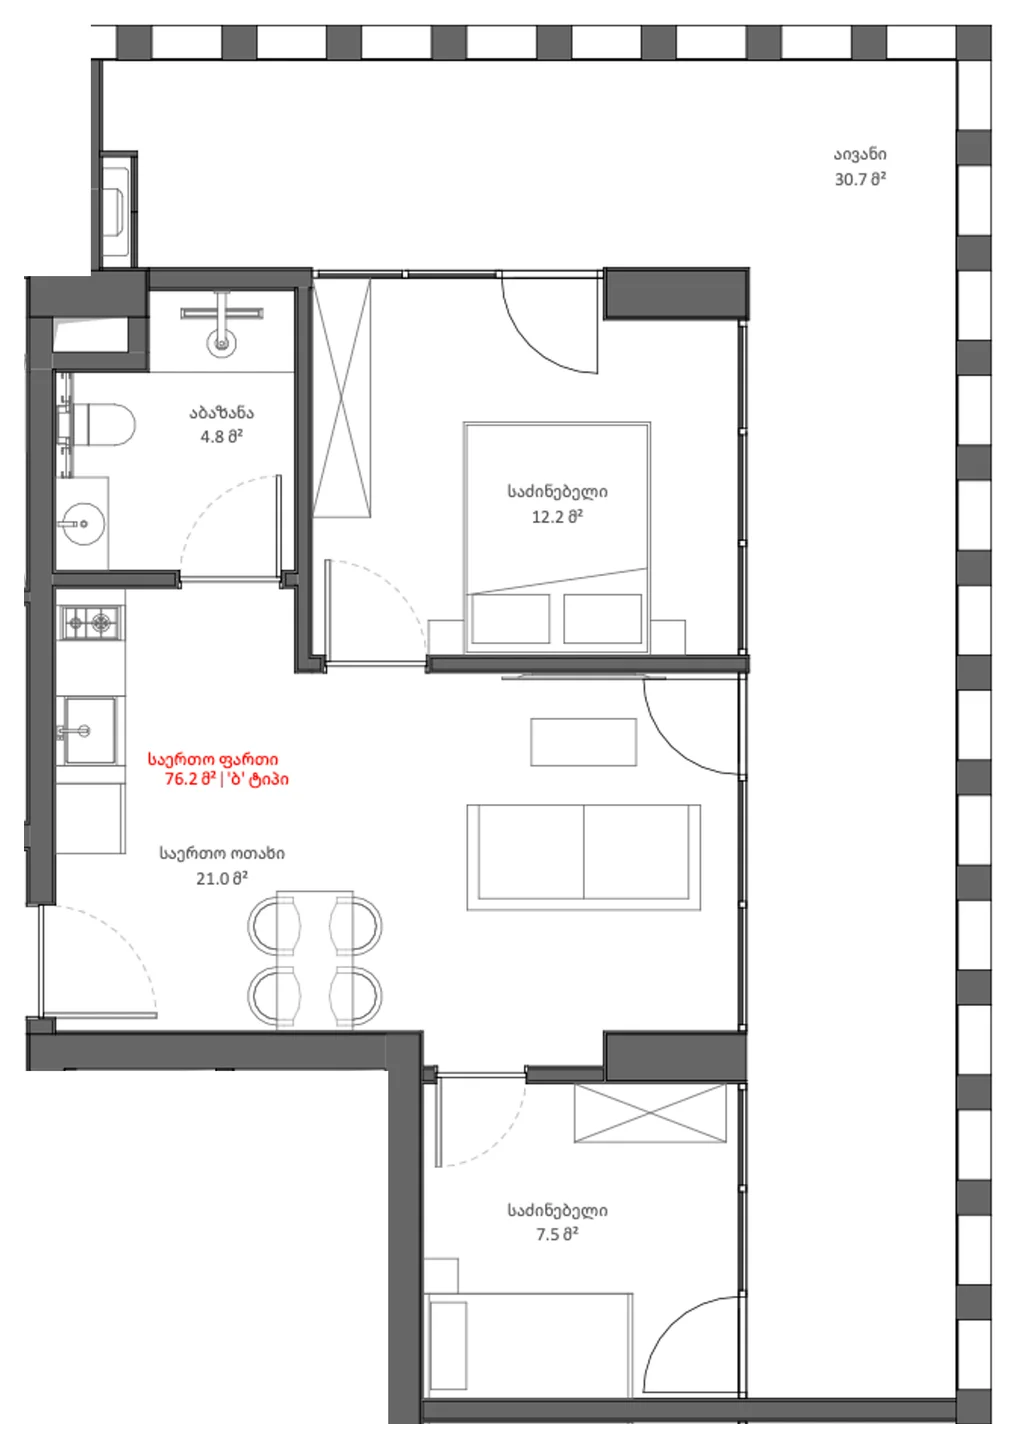 აივანი
30.7 მ²
აბაზანა
4.8 მ²
საძინებელი
12.2 მ²
საერთო ფართი
76.2 მ² | 'ბ' ტიპი
საერთო ოთახი
21.0 მ²
საძინებელი
7.5 მ²